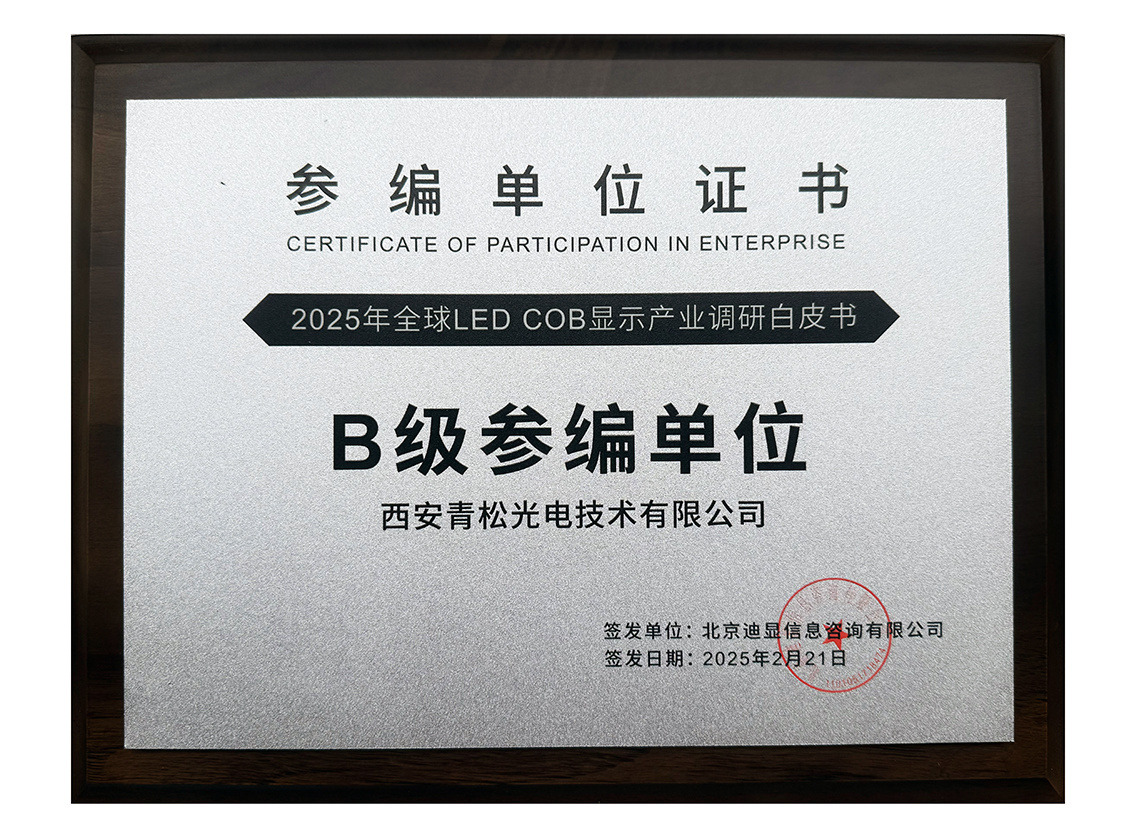 参编单位证书
CERTIFICATE OF PARTICIPATION IN ENTERPRISE
2025年全球LED COB显示产业调研白皮书
B级参编单位
西安青松光电技术有限公司
签发单位：北京迪显信息咨询有限公司
签发日期：2025年2月21日